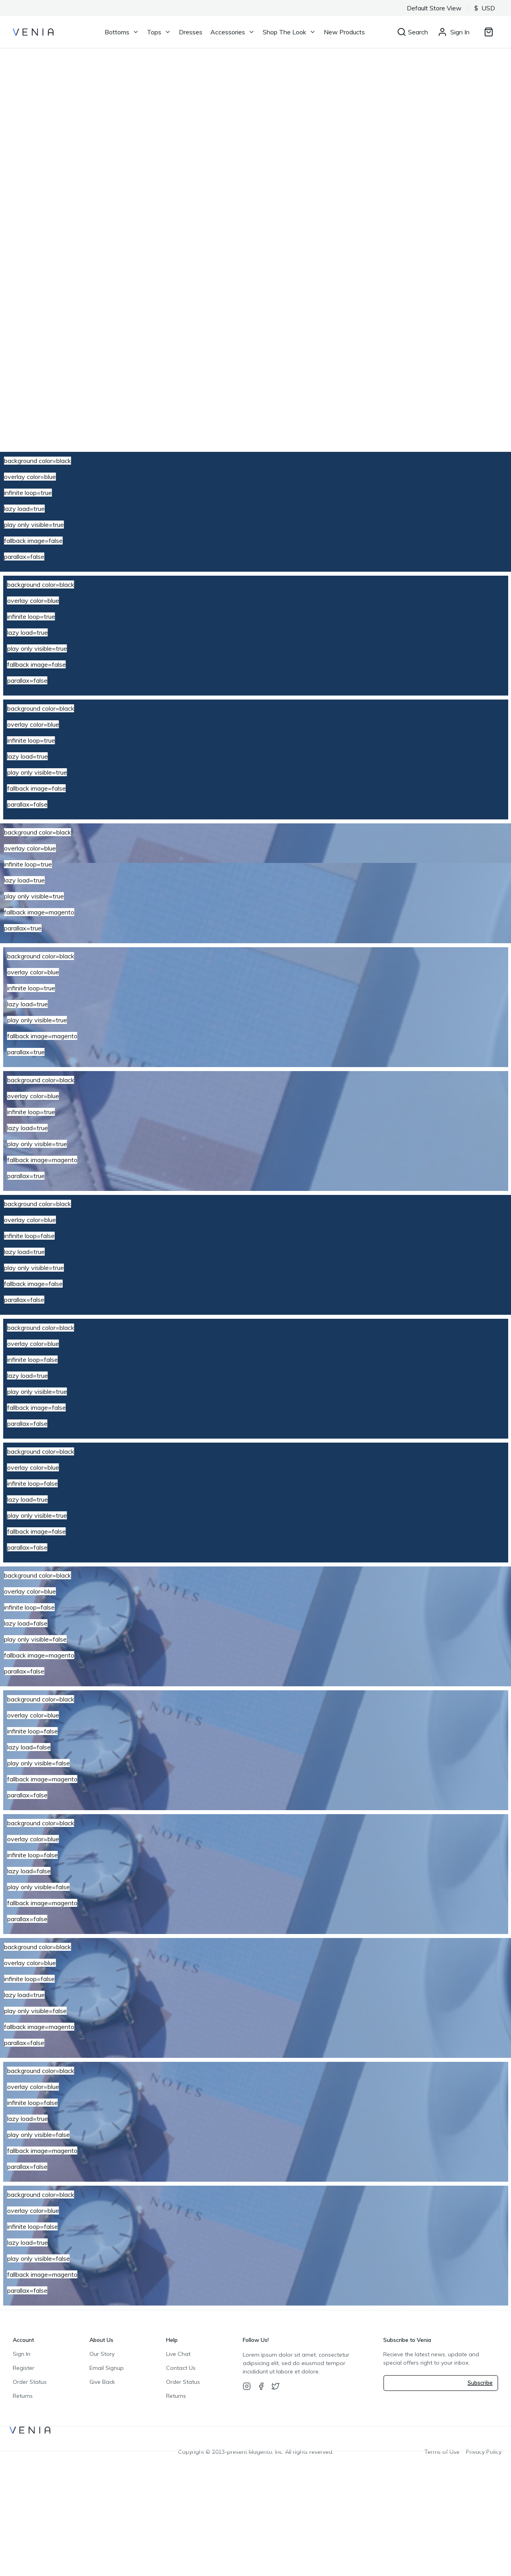 Default Store View $ USD
VENIA Bottoms Tops Dresses Accessories Shop The Look New Products Search Sign In
background color=black
overlay color=blue
infinite loop=true
lazy load=true
play only visible=true
fallback image=false
parallax=false
background color=black
overlay color=blue
infinite loop=true
lazy load=true
play only visible=true
fallback image=false
parallax=false
background color=black
overlay color=blue
infinite loop=true
lazy load=true
play only visible=true
fallback image=false
parallax=false
background color=black
overlay color=blue
infinite loop=true
lazy load=true
play only visible=true
fallback image=magento
parallax=true
background color=black
overlay color=blue
infinite loop=true
lazy load=true
play only visible=true
fallback image=magento
parallax=true
NOTES
background color=black
overlay color=blue
infinite loop=true
lazy load=true
play only visible=true
fallback image=magento
parallax=true
background color=black
overlay color=blue
infinite loop=false
lazy load=true
play only visible=true
fallback image=false
parallax=false
background color=black
overlay color=blue
infinite loop=false
lazy load=true
play only visible=true
fallback image=false
parallax=false
background color=black
overlay color=blue
infinite loop=false
lazy load=true
play only visible=true
fallback image=false
parallax=false
background color=black
NOTES
overlay color=blue
infinite loop=false
lazy load=false
play only visible=false
fallback image=magento
parallax=false
background color=black
NOTES
overlay color=blue
infinite loop=false
lazy load=false
play only visible=false
fallback image=magento
parallax=false
background color=black
NOTES
overlay color=blue
infinite loop=false
lazy load=false
play only visible=false
fallback image=magento
parallax=false
background color=black
NOTES
overlay color=blue
infinite loop=false
lazy load=true
play only visible=false
fallback image=magento
parallax=false
background color=black
NOTES
overlay color=blue
infinite loop=false
lazy load=true
play only visible=false
fallback image=magento
parallax=false
background color=black
NOTES
overlay color=blue
infinite loop=false
lazy load=true
play only visible=false
fallback image=magento
parallax=false
Account
Sign In
Register
Order Status
Returns
About Us
Our Story
Email Signup
Give Back
Help
Live Chat
Contact Us
Order Status
Returns
Follow Us!
Lorem ipsum dolor sit amet, consectetur
adipisicing elit, sed do eiusmod tempor
incididunt ut labore et dolore.
Subscribe to Venia
Recieve the latest news, update and
special offers right to your inbox.
Subscribe
VENIA
Copyright © 2013-present Magento, Inc. All rights reserved.
Terms of Use Privacy Policy